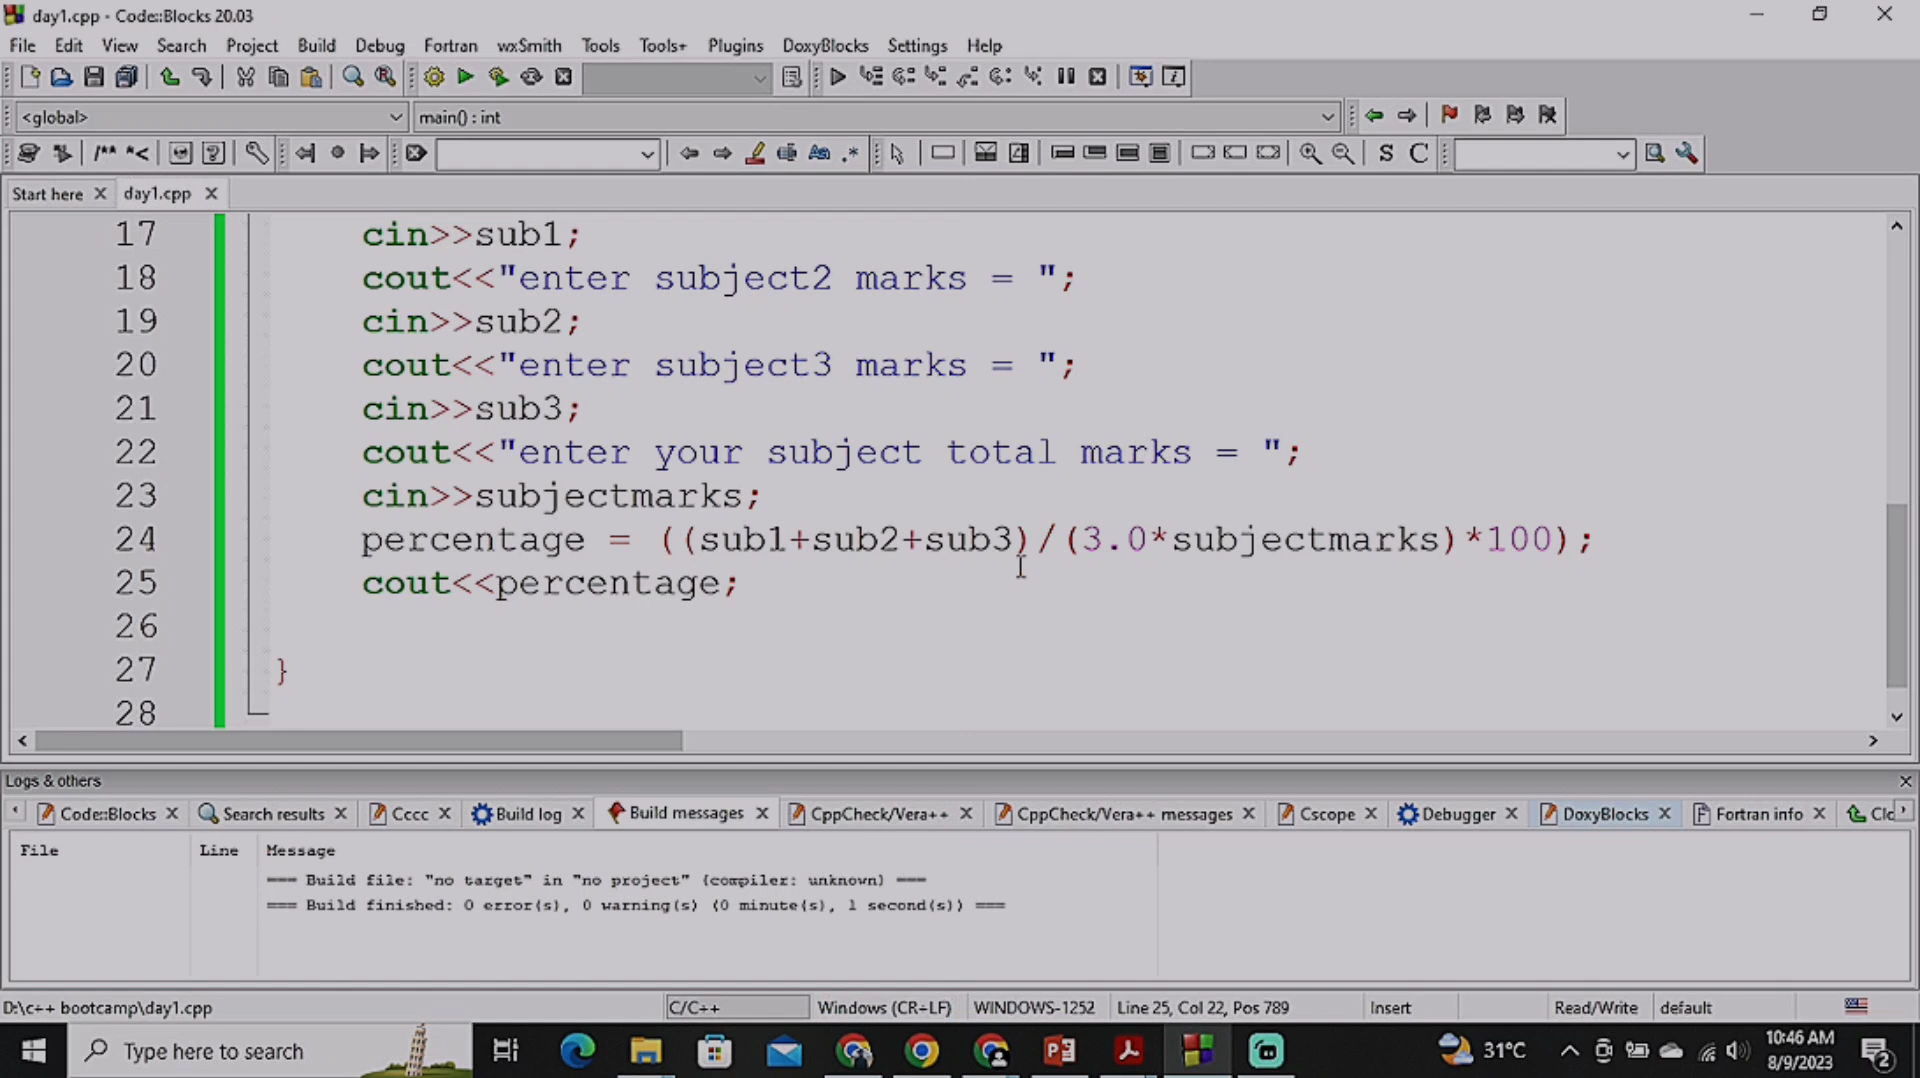 day1.cpp - Code::Blocks 20.03
File Edit View Search Project Build Debug Fortran wxSmith Tools Tools+ Plugins DoxyBlocks Settings Help
<global> main() : int
/** *< Aa .* S C
Start here day1.cpp
17 cin>>sub1;
18 cout<<"enter subject2 marks = ";
19 cin>>sub2;
20 cout<<"enter subject3 marks = ";
21 cin>>sub3;
22 cout<<"enter your subject total marks = ";
23 cin>>subjectmarks;
24 percentage = ((sub1+sub2+sub3)/(3.0*subjectmarks)*100);
25 cout<<percentage;
26
27 }
28
Logs & others
Code::Blocks Search results Cccc Build log Build messages CppCheck/Vera++ CppCheck/Vera++ messages Cscope Debugger DoxyBlocks Fortran info Clo
File Line Message
=== Build file: "no target" in "no project" (compiler: unknown) ===
=== Build finished: 0 error(s), 0 warning(s) (0 minute(s), 1 second(s)) ===
D:\c++ bootcamp\day1.cpp C/C++ Windows (CR+LF) WINDOWS-1252 Line 25, Col 22, Pos 789 Insert Read/Write default
Type here to search 31°C 10:46 AM
8/9/2023 2